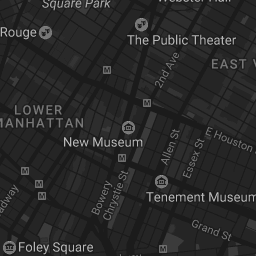 Square Park
Webster Hall
Rouge
The Public Theater
2nd Ave
EAST V
LOWER
MANHATTAN
New Museum
E Houston
Allen St
Essex St
Bowery
Chrystie St
Tenement Museum
oadway
Grand St
Foley Square